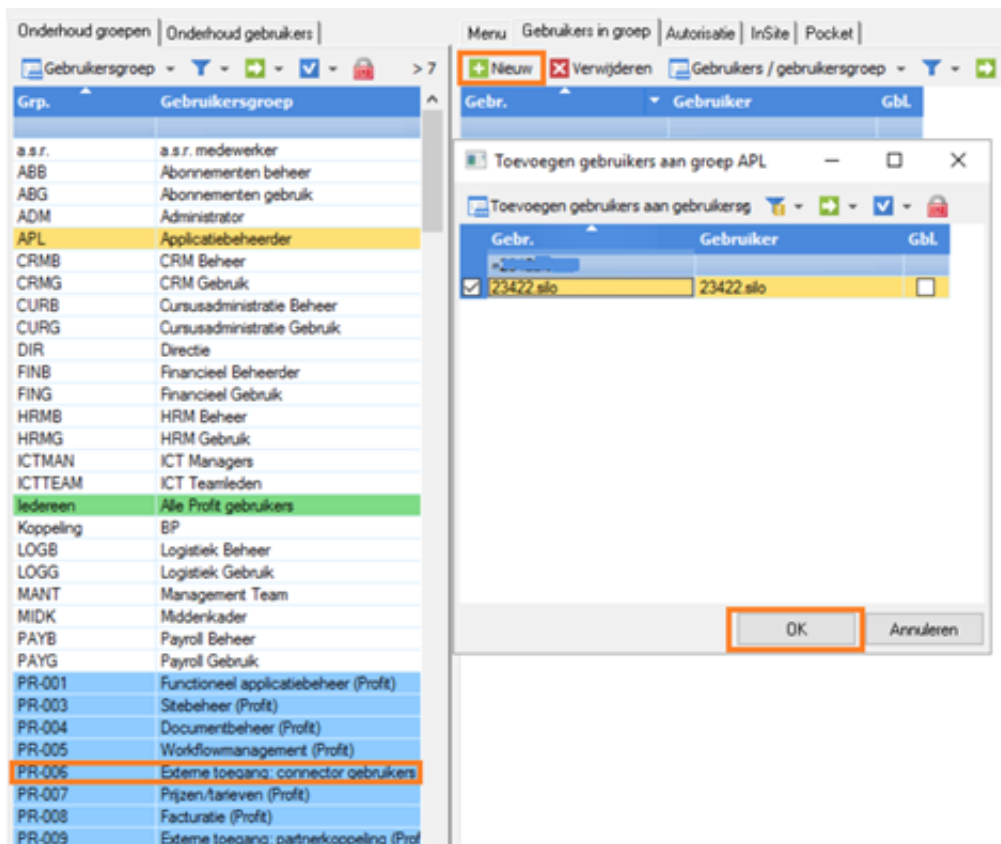 Onderhoud groepen Onderhoud gebruikers
Gebruikersgroep > 7
Grp. Gebruikersgroep
a.s.r. a.s.r. medewerker
ABB Abonnementen beheer
ABG Abonnementen gebruik
ADM Administrator
APL Applicatiebeheerder
CRMB CRM Beheer
CRMG CRM Gebruik
CURB Cursusadministratie Beheer
CURG Cursusadministratie Gebruik
DIR Directie
FINB Financieel Beheerder
FING Financieel Gebruik
HRMB HRM Beheer
HRMG HRM Gebruik
ICTMAN ICT Managers
ICTTEAM ICT Teamleden
Iedereen Alle Profit gebruikers
Koppeling BP
LOGB Logistiek Beheer
LOGG Logistiek Gebruik
MANT Management Team
MIDK Middenkader
PAYB Payroll Beheer
PAYG Payroll Gebruik
PR-001 Functioneel applicatiebeheer (Profit)
PR-003 Sitebeheer (Profit)
PR-004 Documentbeheer (Profit)
PR-005 Workflowmanagement (Profit)
PR-006 Externe toegang: connector gebruikers
PR-007 Prijzen/tarieven (Profit)
PR-008 Facturatie (Profit)
PR-009 Externe toegang: partnerkoppeling (Prof
Menu Gebruikers in groep Autorisatie InSite Pocket
Nieuw Verwijderen Gebruikers / gebruikersgroep
Gebr. Gebruiker Gbl.
Toevoegen gebruikers aan groep APL
Toevoegen gebruikers aan gebruikersg
Gebr. Gebruiker Gbl.
23422.silo 23422.silo
OK Annuleren